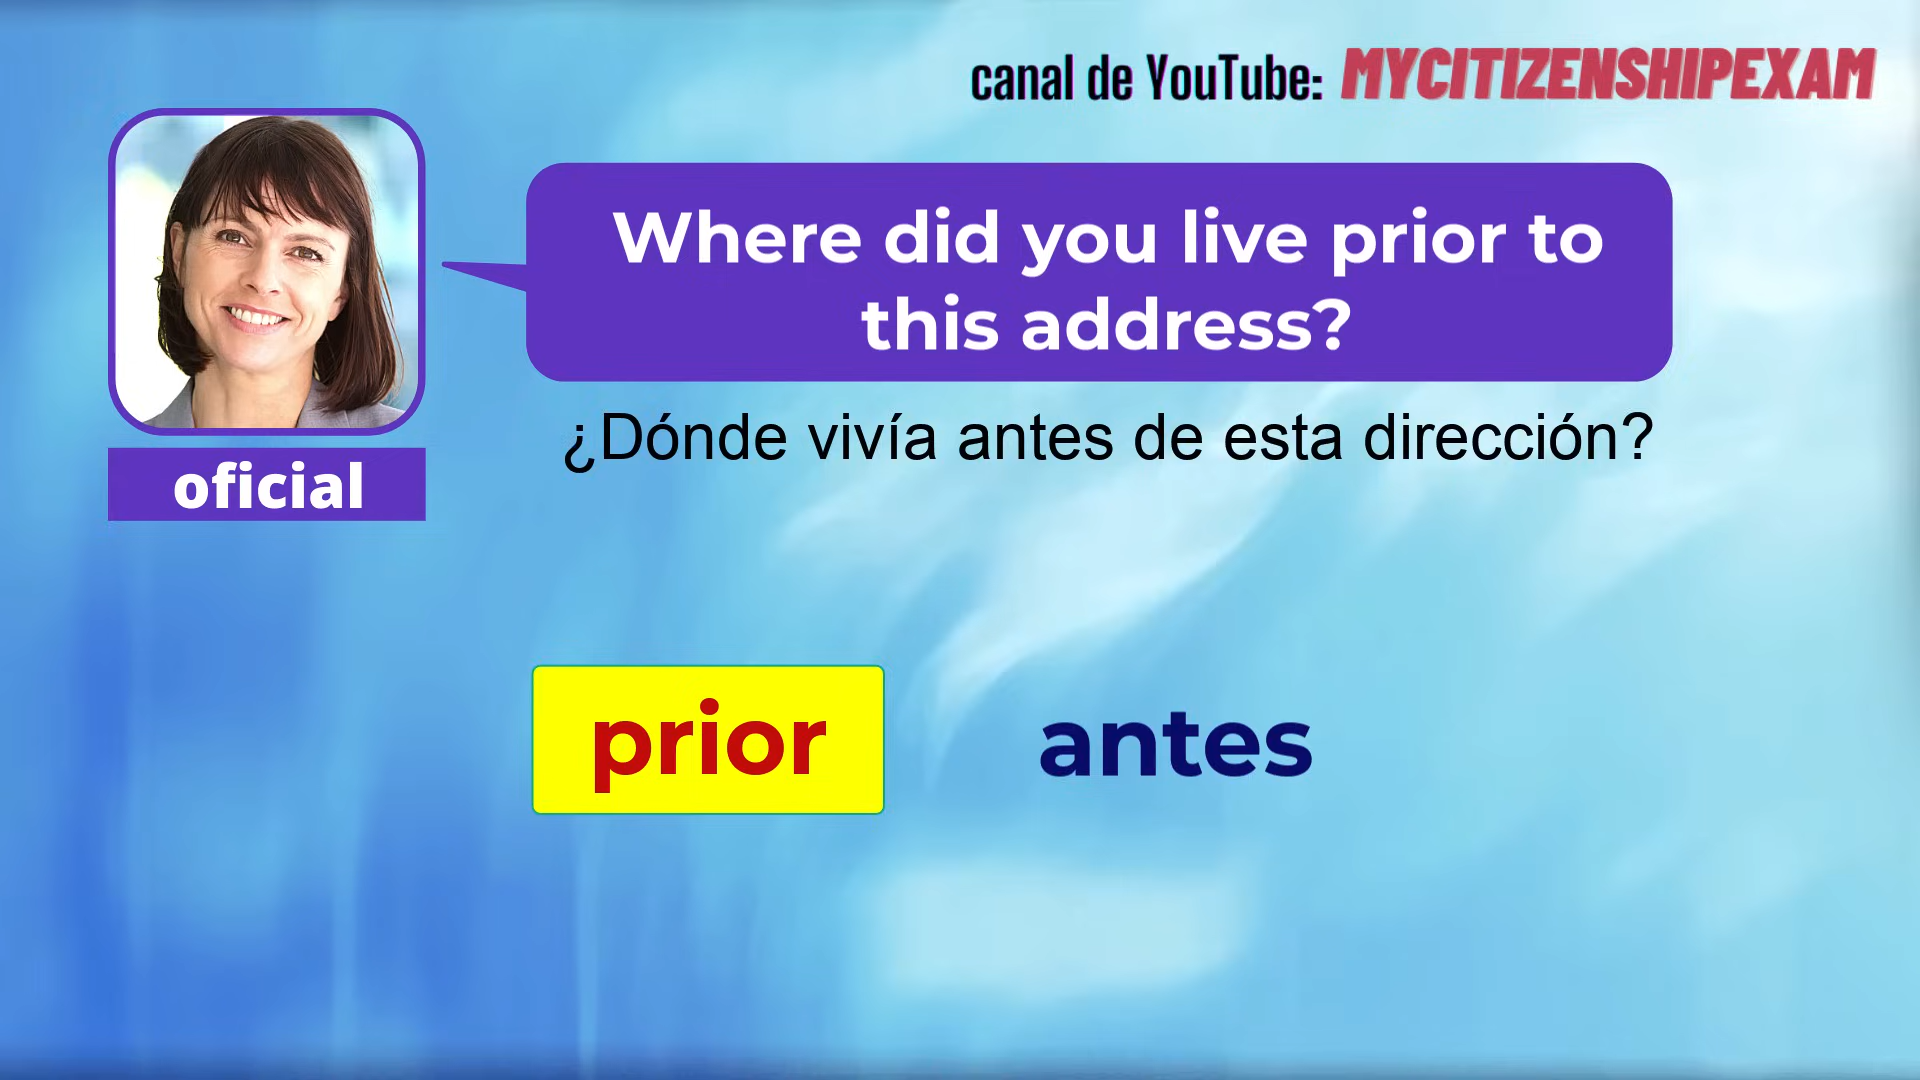 canal de YouTube: MYCITIZENSHIPEXAM
Where did you live prior to
this address?
¿Dónde vivía antes de esta dirección?
oficial
prior antes